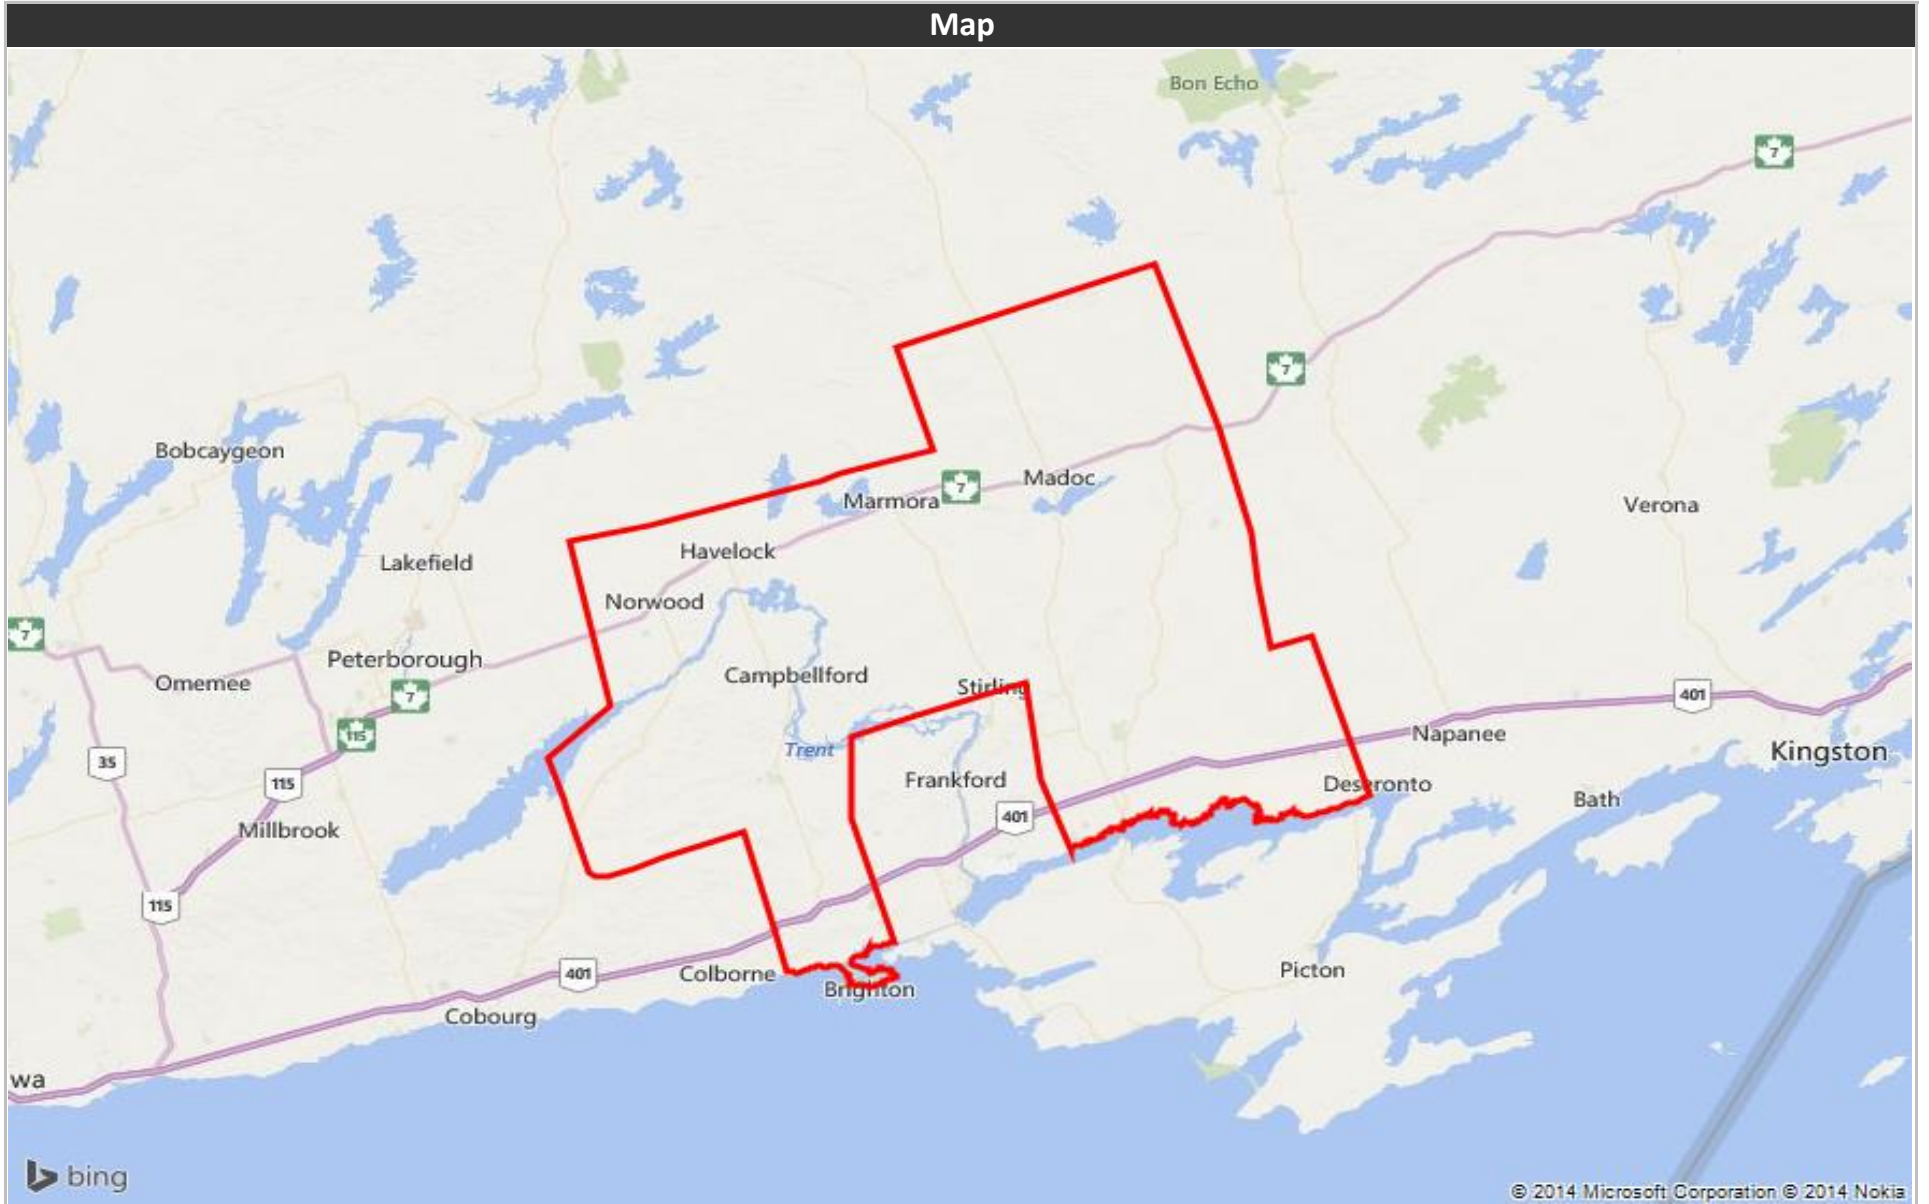 Map
Bon Echo
7
7
Bobcaygeon
Madoc
7
Marmora
Verona
Havelock
Lakefield
Norwood
7
Peterborough
Campbellford
Omemee
Stirling
7
401
115
Napanee
Trent
Kingston
35
Frankford
Deseronto
115
Bath
401
Millbrook
115
Picton
401
Colborne
Brighton
Cobourg
wa
bing
© 2014 Microsoft Corporation © 2014 Nokia